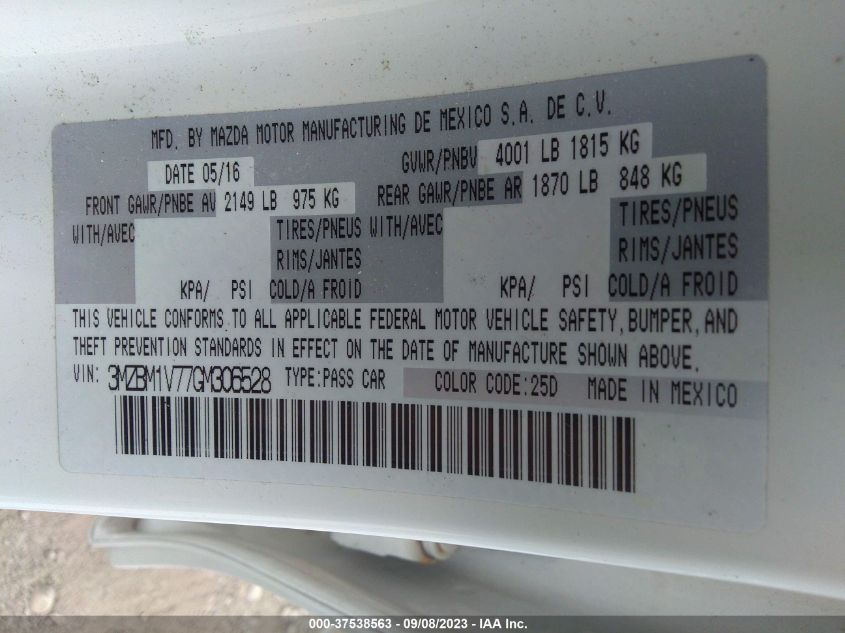 MFD. BY MAZDA MOTOR MANUFACTURING DE MEXICO S.A. DE C.V.
DATE 05/16 GVWR/PNBV 4001 LB 1815 KG
FRONT GAWR/PNBE AV 2149 LB 975 KG REAR GAWR/PNBE AR 1870 LB 848 KG
WITH/AVEC TIRES/PNEUS WITH/AVEC TIRES/PNEUS
RIMS/JANTES RIMS/JANTES
KPA/ PSI COLD/A FROID KPA/ PSI COLD/A FROID
THIS VEHICLE CONFORMS TO ALL APPLICABLE FEDERAL MOTOR VEHICLE SAFETY, BUMPER, AND
THEFT PREVENTION STANDARDS IN EFFECT ON THE DATE OF MANUFACTURE SHOWN ABOVE.
VIN: 3MZBM1V77GM306528 TYPE:PASS CAR COLOR CODE:25D MADE IN MEXICO
000-37538563 - 09/08/2023 - IAA Inc.